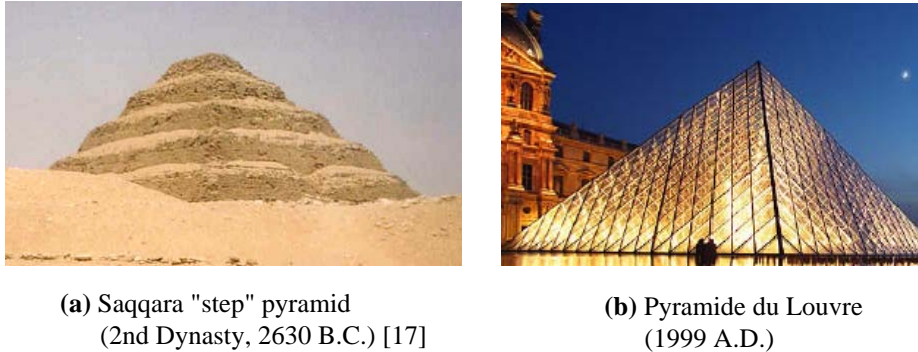 (a) Saqqara "step" pyramid
(2nd Dynasty, 2630 B.C.) [17]
(b) Pyramide du Louvre
(1999 A.D.)